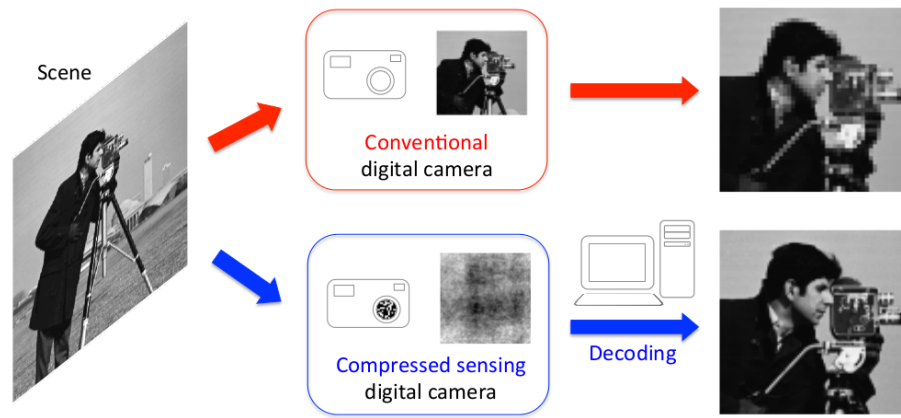 Scene
Conventional
digital camera
Compressed sensing
digital camera
Decoding